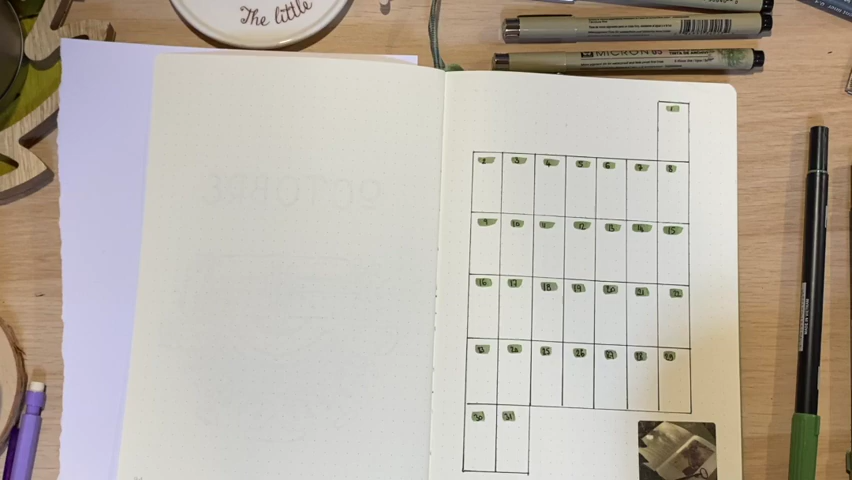 The little
MICRON 05
1
2 3 4 5 6 7 8
9 10 11 12 13 14 15
16 17 18 19 20 21 22
23 24 25 26 27 28 29
30 31